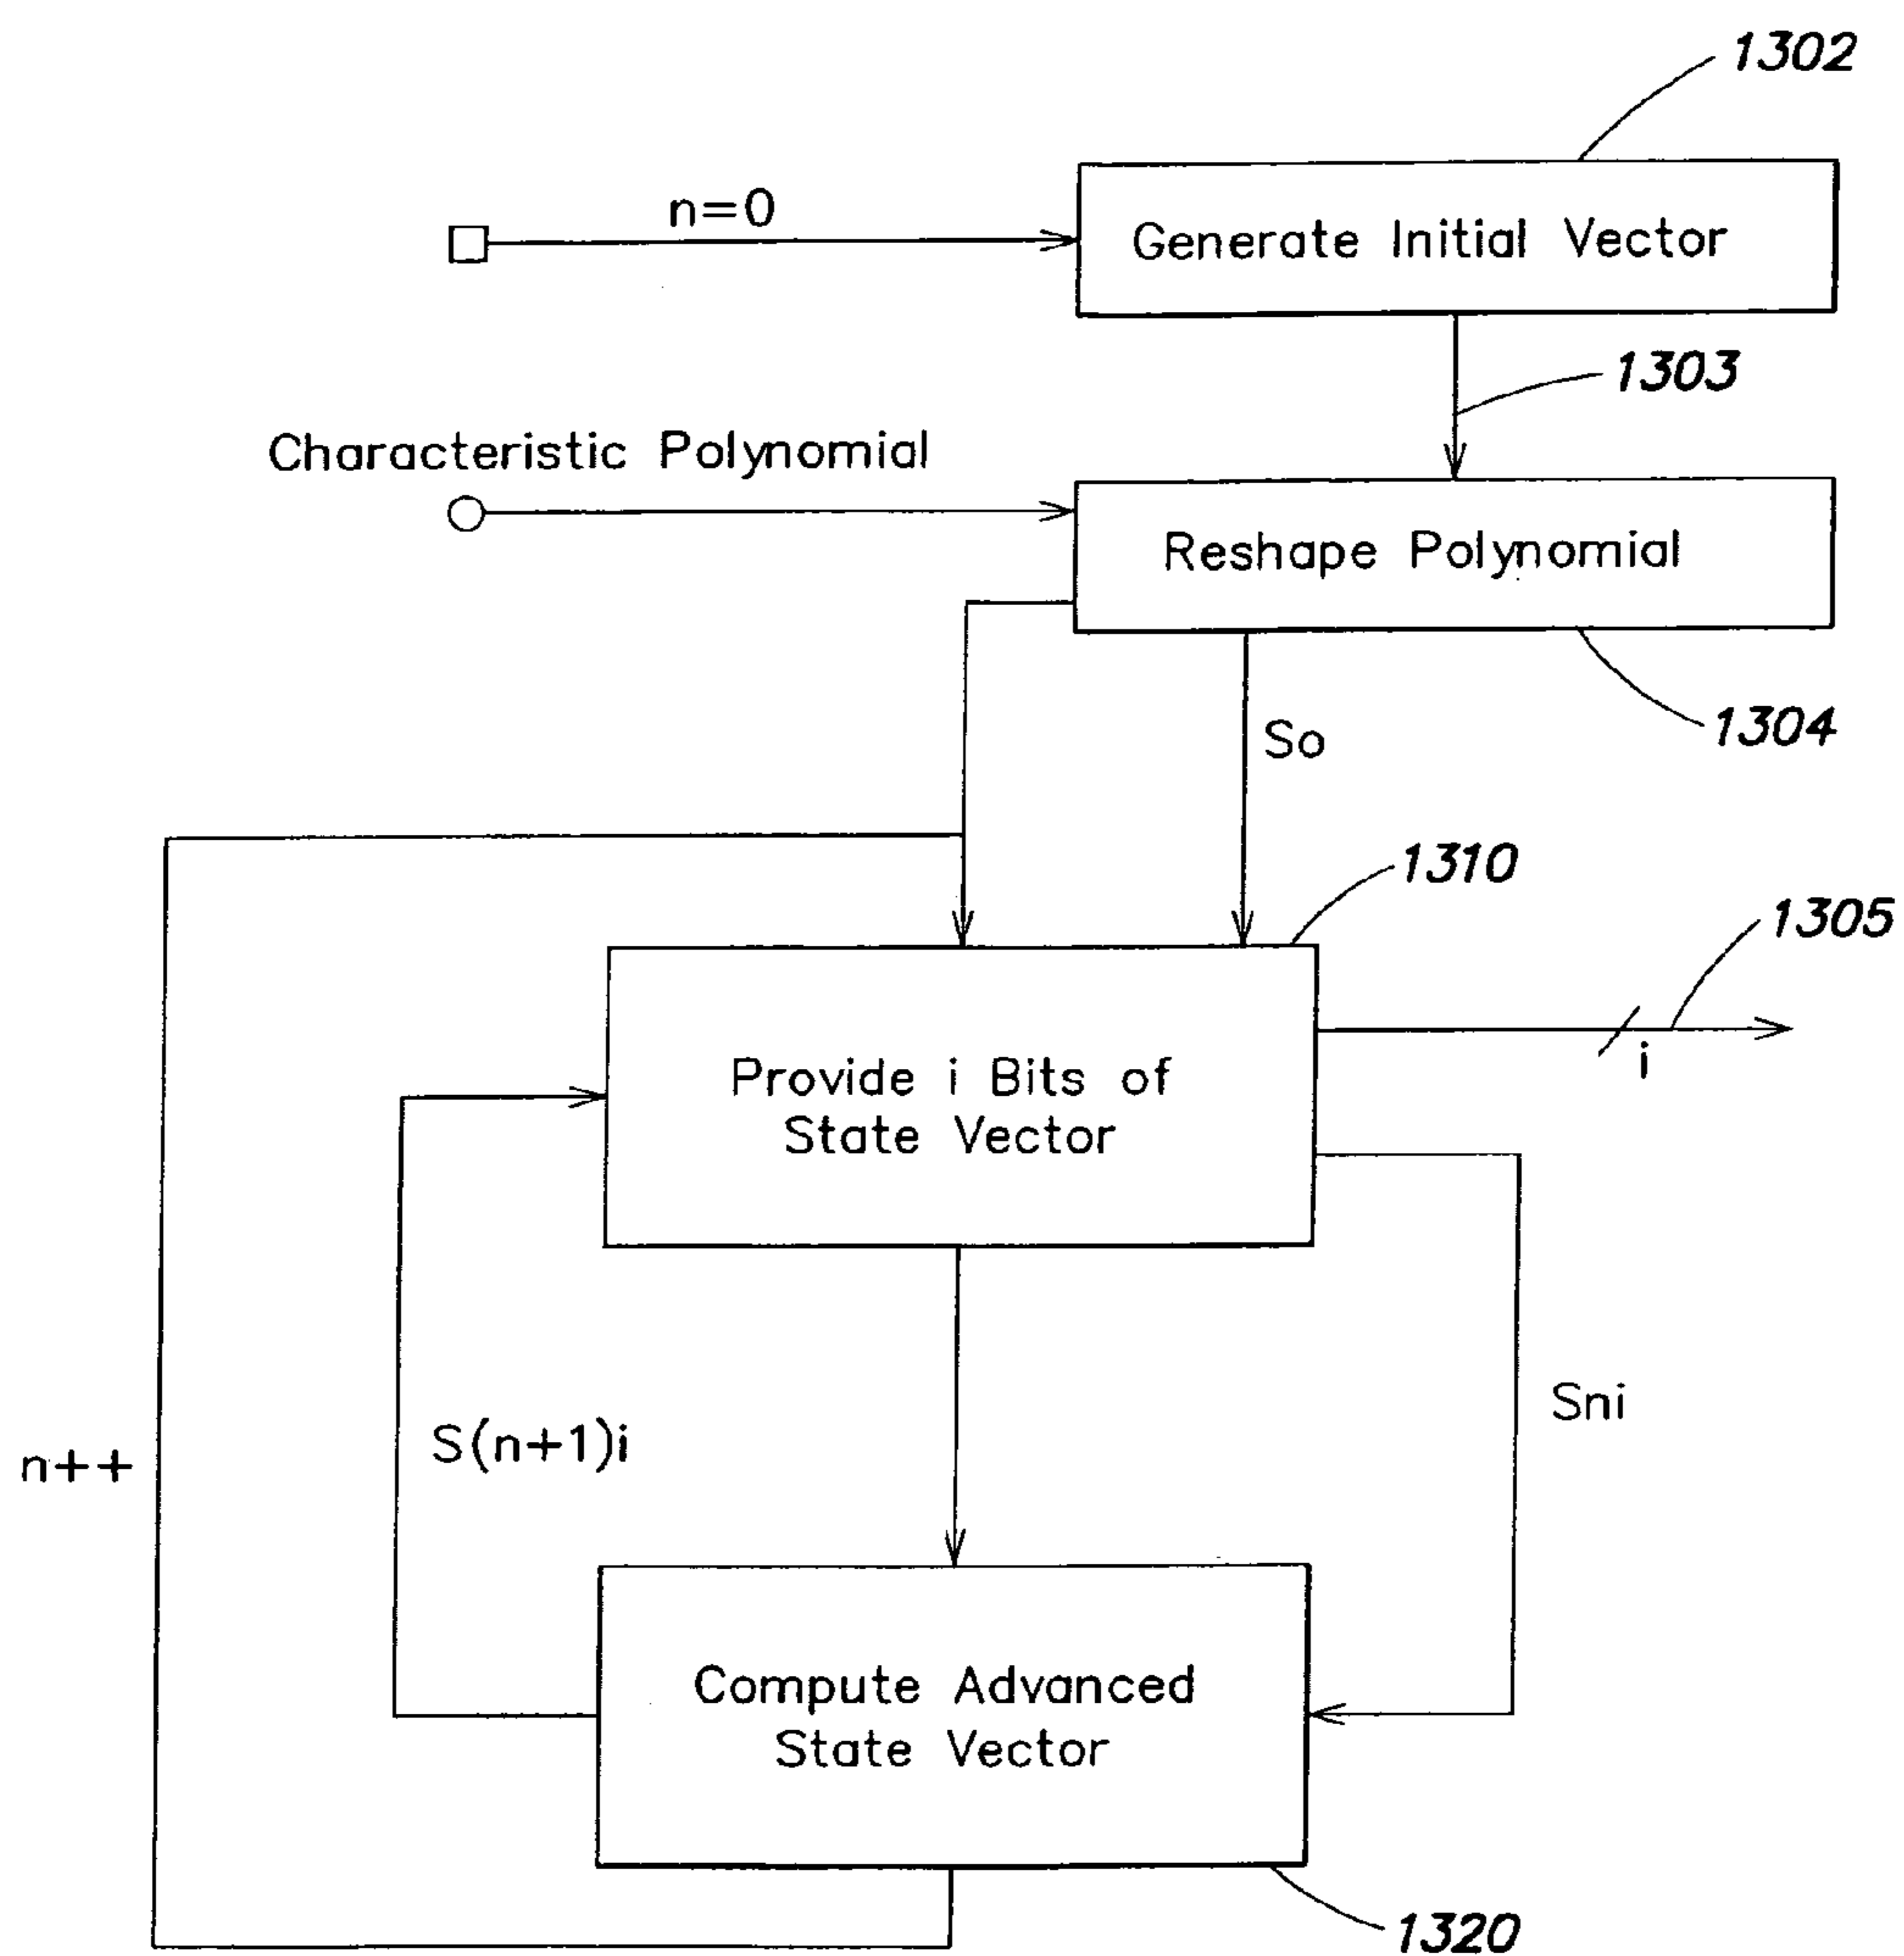 1302
n=0
Generate Initial Vector
1303
Characteristic Polynomial
Reshape Polynomial
So
1304
1310
1305
i
Provide i Bits of
State Vector
Sni
S(n+1)i
n++
Compute Advanced
State Vector
1320